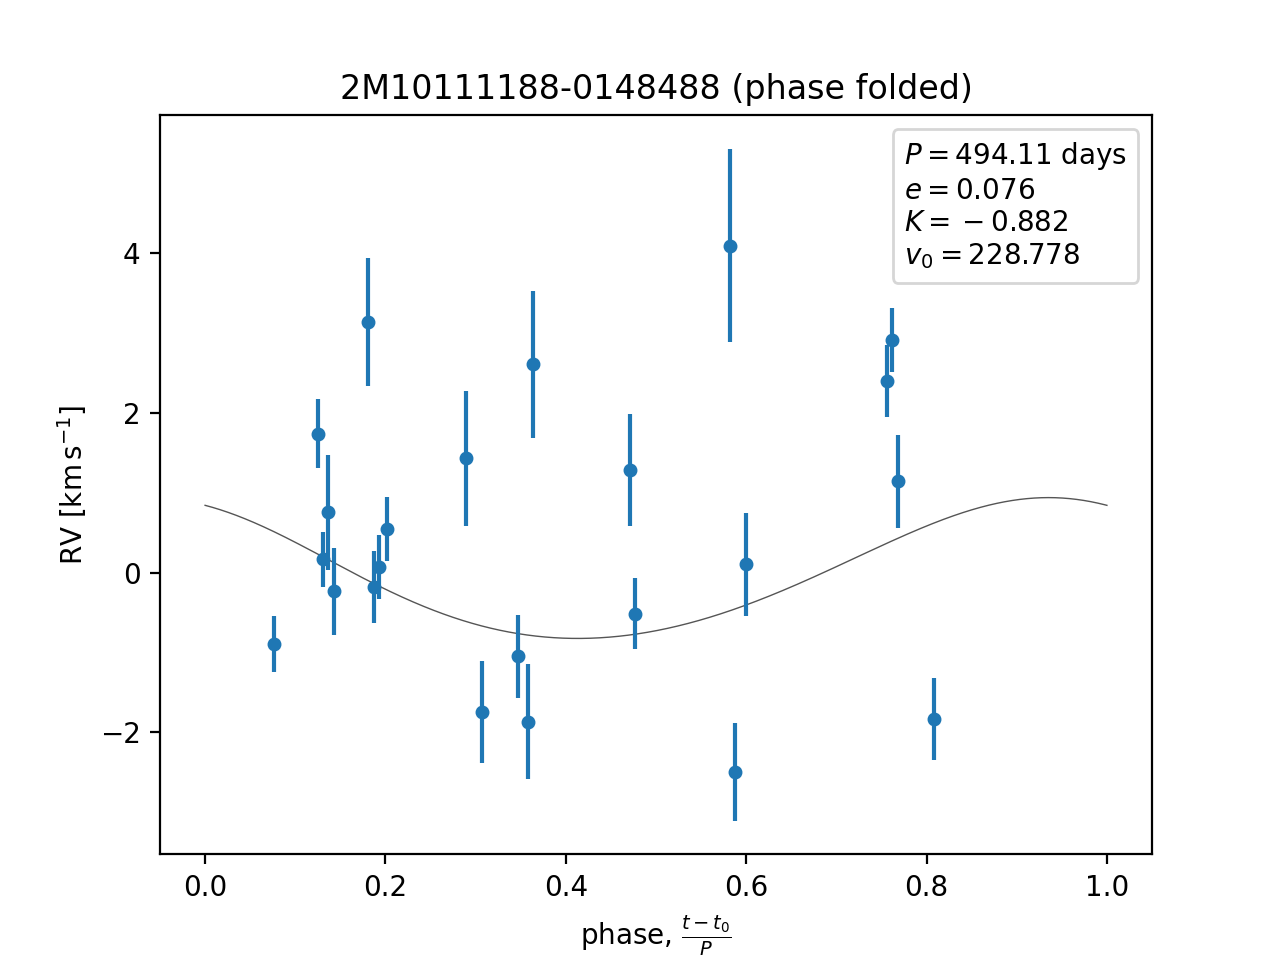 2M10111188-0148488 (phase folded)
P = 494.11 days
e = 0.076
K = −0.882
v₀ = 228.778
RV [km s⁻¹]
4
2
0
−2
0.0 0.2 0.4 0.6 0.8 1.0
phase, (t − t₀)/P